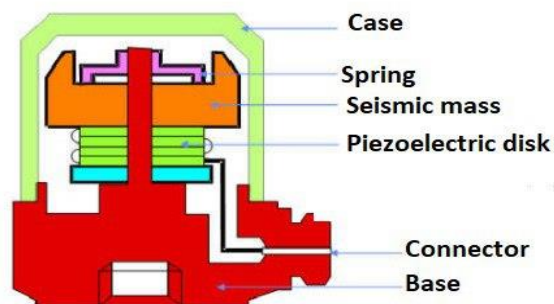 Case
Spring
Seismic mass
Piezoelectric disk
Connector
Base